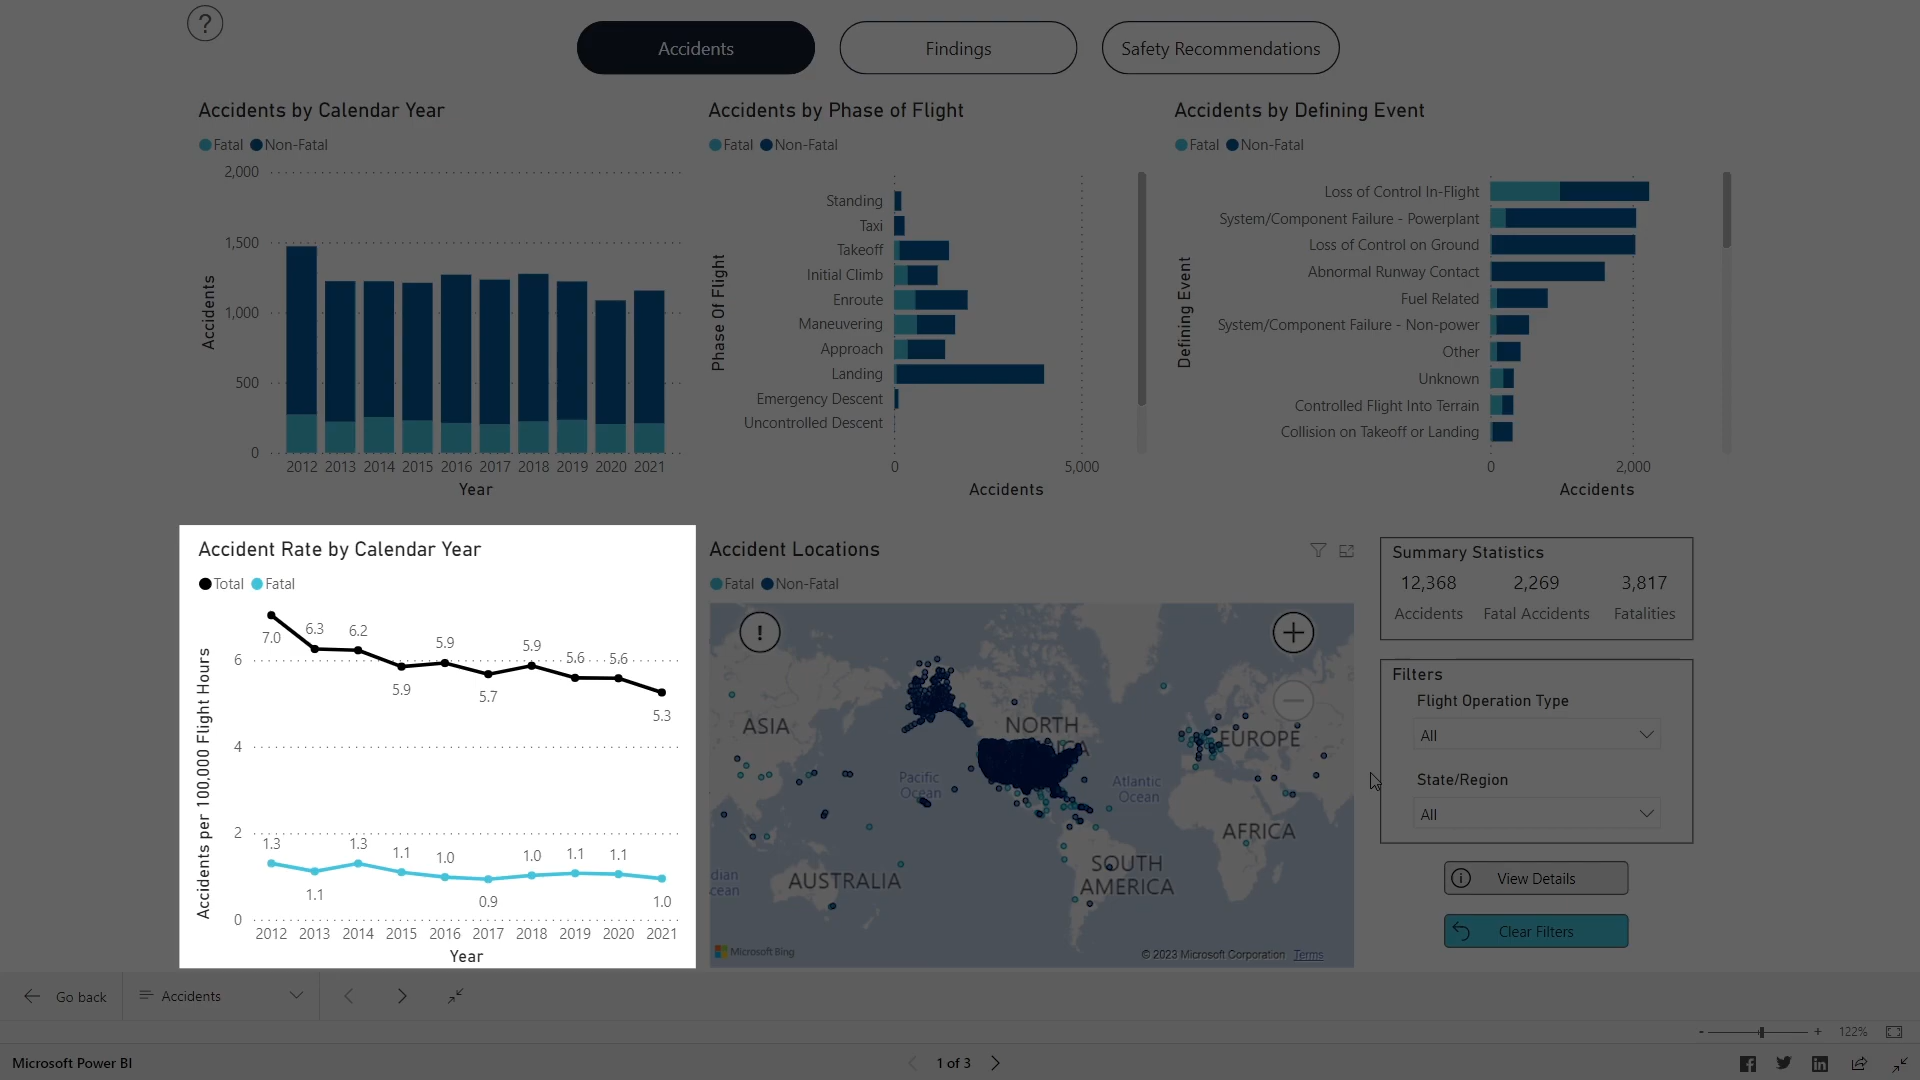 ?
Accidents
Findings
Safety Recommendations
Accidents by Calendar Year
Fatal Non-Fatal
Accidents
2,000
1,500
1,000
500
0
2012 2013 2014 2015 2016 2017 2018 2019 2020 2021
Year
Accidents by Phase of Flight
Fatal Non-Fatal
Phase Of Flight
Standing
Taxi
Takeoff
Initial Climb
Enroute
Maneuvering
Approach
Landing
Emergency Descent
Uncontrolled Descent
0 5,000
Accidents
Accidents by Defining Event
Fatal Non-Fatal
Defining Event
Loss of Control In-Flight
System/Component Failure - Powerplant
Loss of Control on Ground
Abnormal Runway Contact
Fuel Related
System/Component Failure - Non-power
Other
Unknown
Controlled Flight Into Terrain
Collision on Takeoff or Landing
0 2,000
Accidents
Accident Rate by Calendar Year
Total Fatal
Accidents per 100,000 Flight Hours
6
4
2
0
7.0 6.3 6.2 5.9 5.9 5.7 5.9 5.6 5.6 5.3
1.3 1.1 1.3 1.1 1.0 0.9 1.0 1.1 1.1 1.0
2012 2013 2014 2015 2016 2017 2018 2019 2020 2021
Year
Accident Locations
Fatal Non-Fatal
!
+
ASIA
NORTH
EUROPE
Pacific
Ocean
Atlantic
Ocean
AFRICA
dian
cean
AUSTRALIA
SOUTH
AMERICA
Microsoft Bing
© 2023 Microsoft Corporation Terms
Summary Statistics
12,368 2,269 3,817
Accidents Fatal Accidents Fatalities
Filters
Flight Operation Type
All
State/Region
All
View Details
Clear Filters
Go back
Accidents
- + 122%
Microsoft Power BI
1 of 3